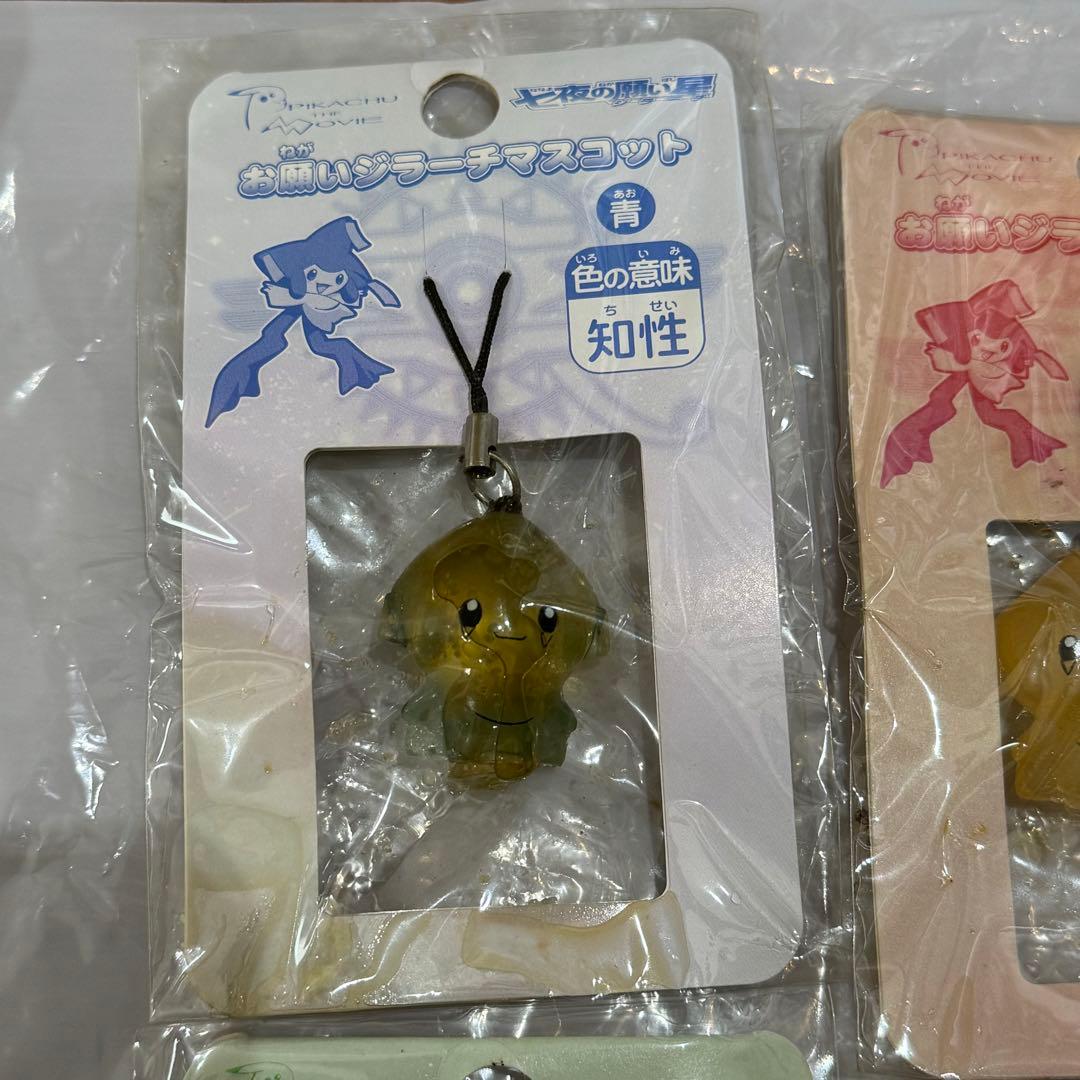 PIKACHU
THE
MOVIE
七夜の願い星
ねが
お願いジラーチマスコット
あお
青
いろ い み
色の意味
ち せい
知性
PIKACHU
THE
MOVIE
ねが
お願いジラ